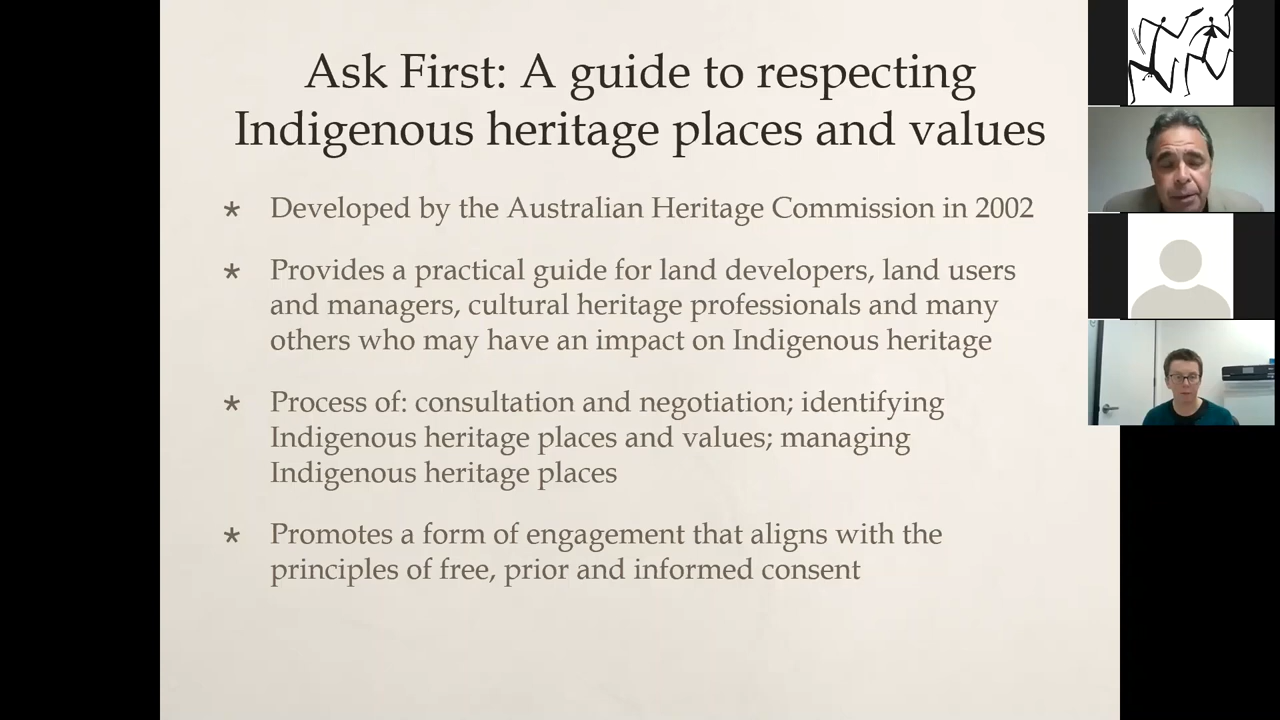 Ask First: A guide to respecting
Indigenous heritage places and values
* Developed by the Australian Heritage Commission in 2002
* Provides a practical guide for land developers, land users
and managers, cultural heritage professionals and many
others who may have an impact on Indigenous heritage
* Process of: consultation and negotiation; identifying
Indigenous heritage places and values; managing
Indigenous heritage places
* Promotes a form of engagement that aligns with the
principles of free, prior and informed consent